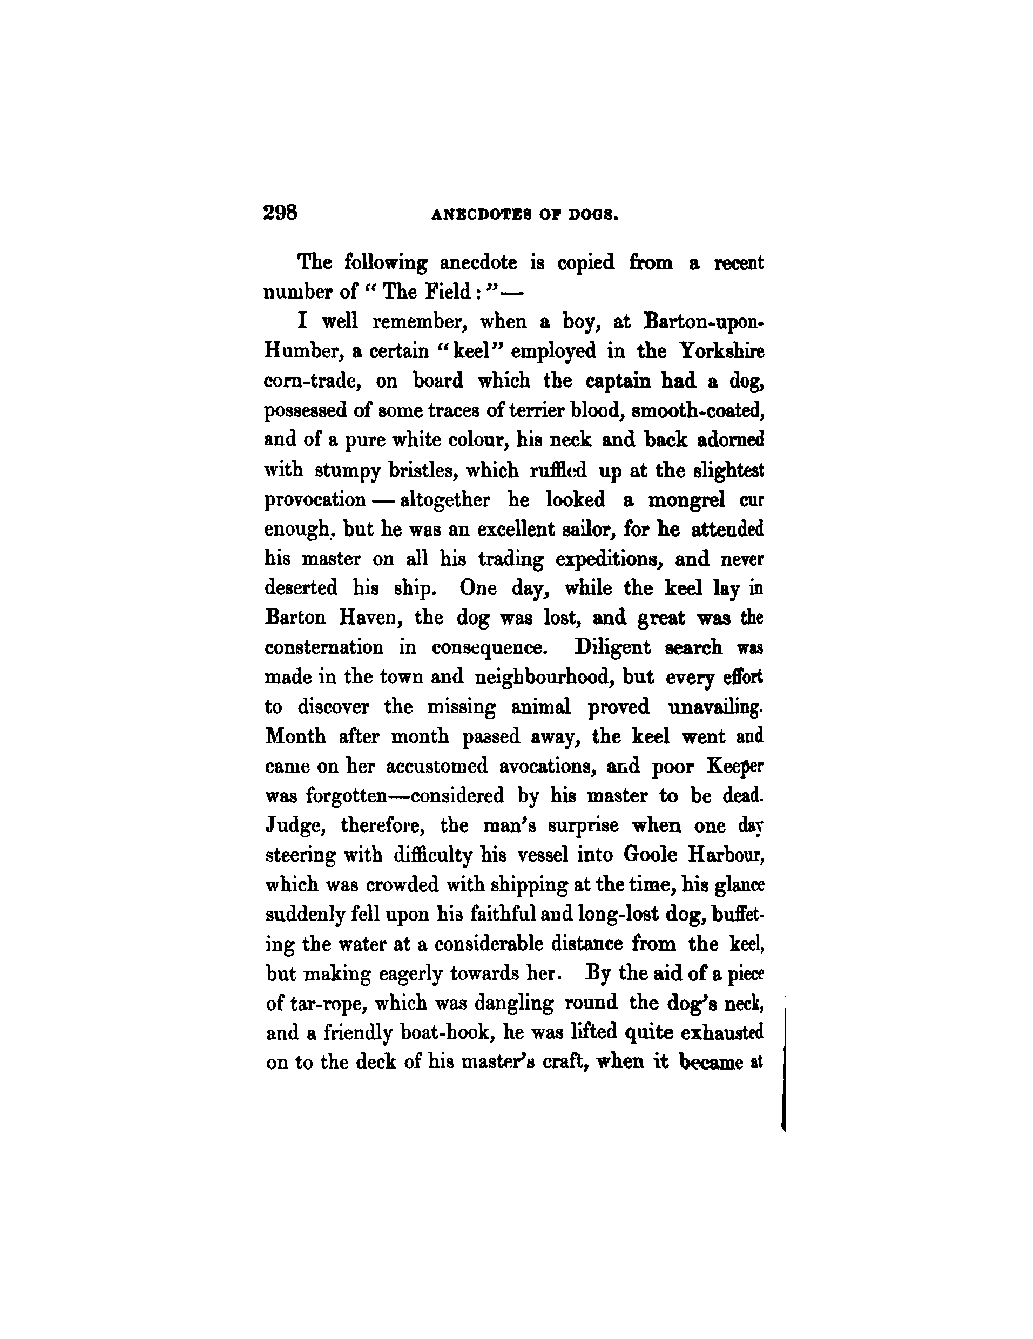 298 ANECDOTES OF DOGS.
The following anecdote is copied from a recent
number of " The Field : "—
I well remember, when a boy, at Barton-upon-
Humber, a certain "keel" employed in the Yorkshire
corn-trade, on board which the captain had a dog,
possessed of some traces of terrier blood, smooth-coated,
and of a pure white colour, his neck and back adorned
with stumpy bristles, which ruffled up at the slightest
provocation — altogether he looked a mongrel cur
enough, but he was an excellent sailor, for he attended
his master on all his trading expeditions, and never
deserted his ship. One day, while the keel lay in
Barton Haven, the dog was lost, and great was the
consternation in consequence. Diligent search was
made in the town and neighbourhood, but every effort
to discover the missing animal proved unavailing.
Month after month passed away, the keel went and
came on her accustomed avocations, and poor Keeper
was forgotten—considered by his master to be dead.
Judge, therefore, the man's surprise when one day
steering with difficulty his vessel into Goole Harbour,
which was crowded with shipping at the time, his glance
suddenly fell upon his faithful and long-lost dog, buffet-
ing the water at a considerable distance from the keel,
but making eagerly towards her. By the aid of a piece
of tar-rope, which was dangling round the dog's neck,
and a friendly boat-hook, he was lifted quite exhausted
on to the deck of his master's craft, when it became at